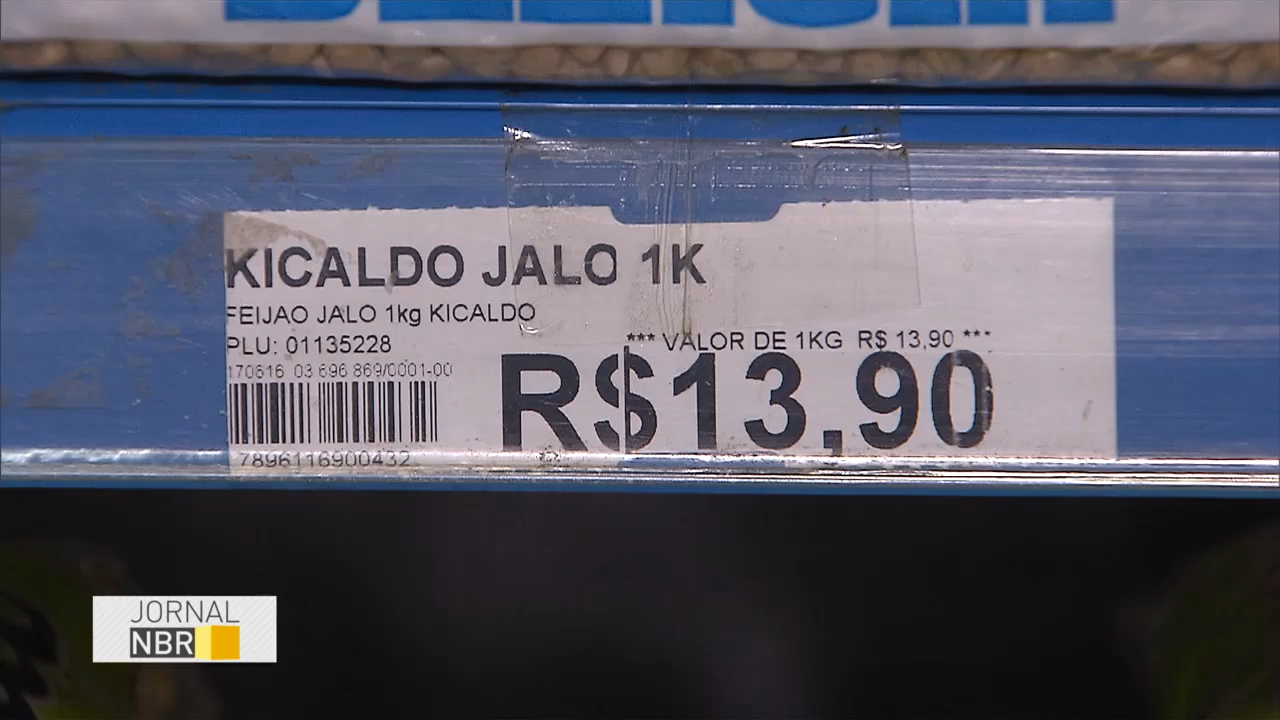 KICALDO JALO 1K
FEIJAO JALO 1kg KICALDO
PLU: 01135228
*** VALOR DE 1KG R$ 13,90 ***
170616 03 696 869/0001-00
R$13,90
7896116900432
JORNAL
NBR